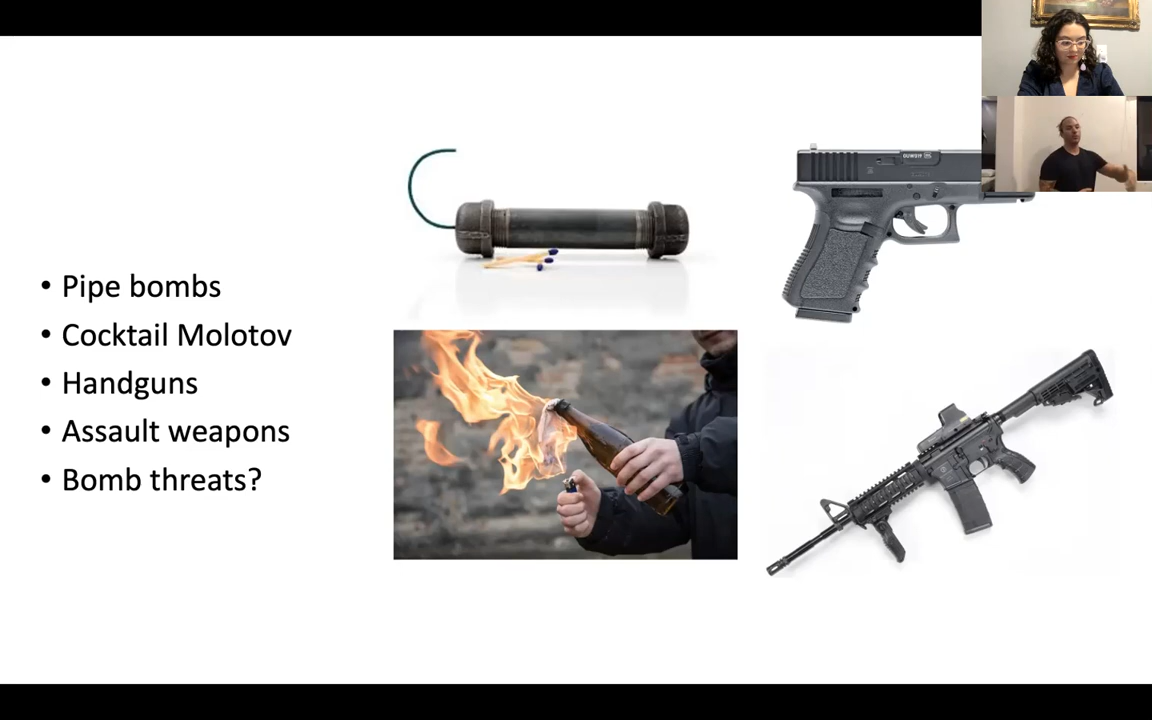 • Pipe bombs
• Cocktail Molotov
• Handguns
• Assault weapons
• Bomb threats?